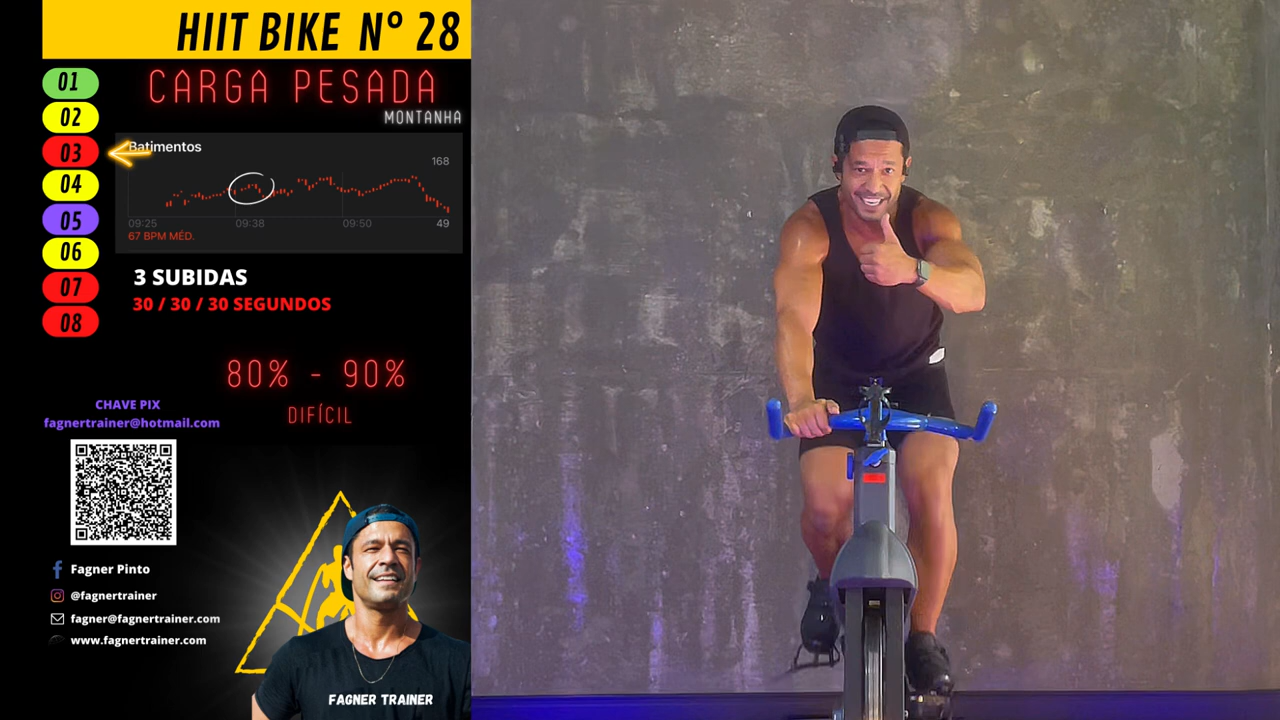 HIIT BIKE Nº 28
01
02
03
04
05
06
07
08
CARGA PESADA
MONTANHA
Batimentos
168
09:25
09:38
09:50
49
67 BPM MÉD.
3 SUBIDAS
30 / 30 / 30 SEGUNDOS
80% - 90%
DIFÍCIL
CHAVE PIX
fagnertrainer@hotmail.com
Fagner Pinto
@fagnertrainer
fagner@fagnertrainer.com
www.fagnertrainer.com
FAGNER TRAINER